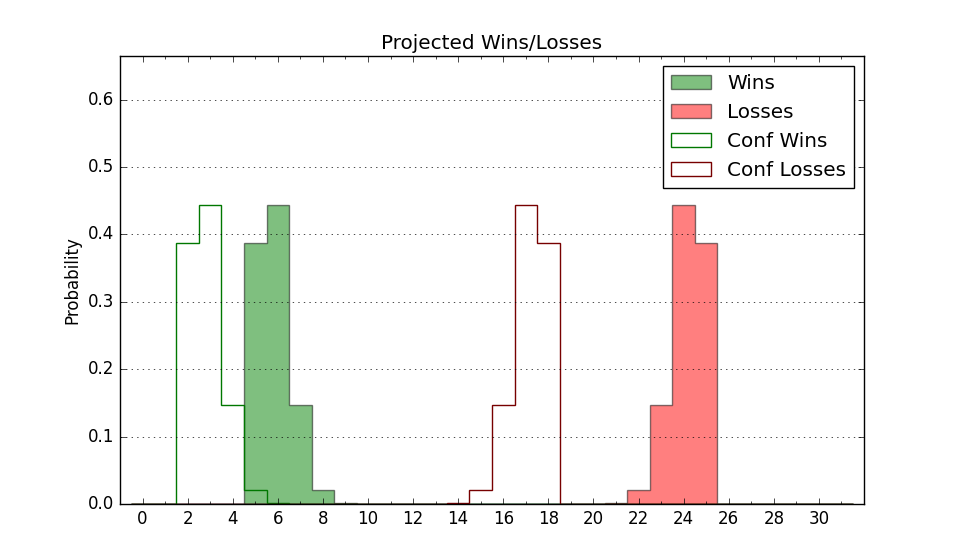 Projected Wins/Losses
Wins
Losses
Conf Wins
Conf Losses
Probability
0.6
0.5
0.4
0.3
0.2
0.1
0.0
0 2 4 6 8 10 12 14 16 18 20 22 24 26 28 30